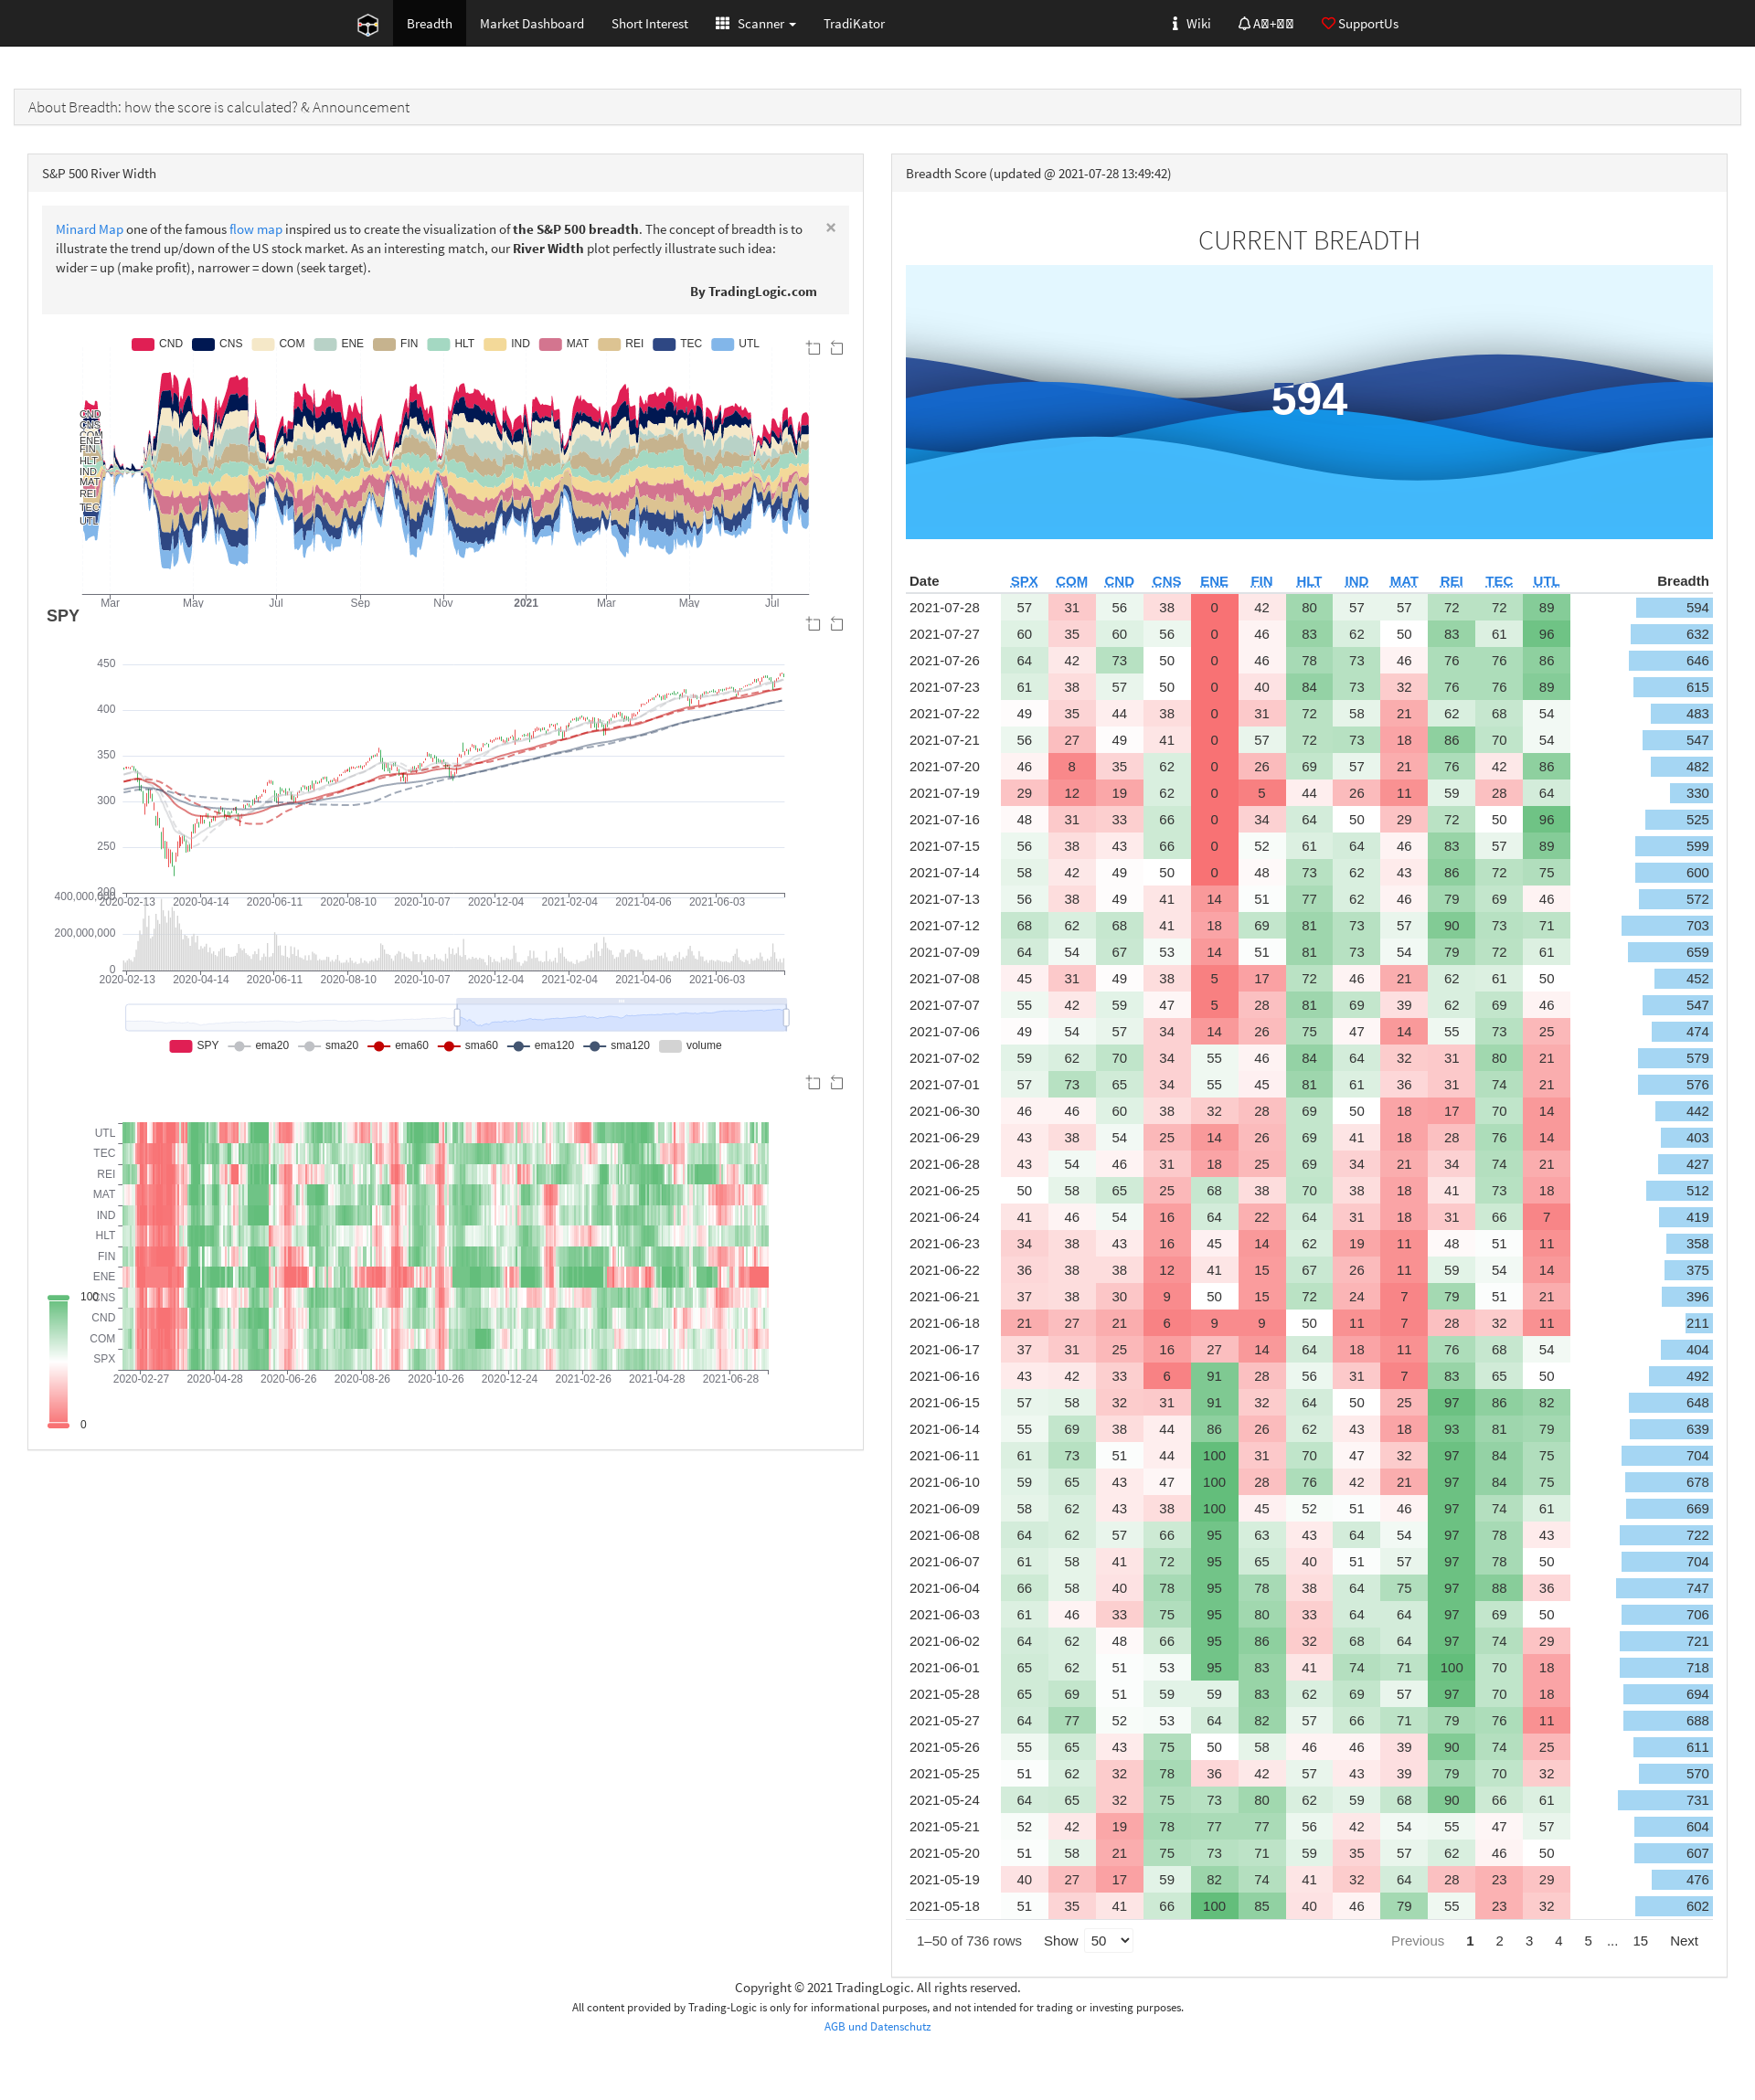 Breadth Market Dashboard Short Interest Scanner TradiKator Wiki SupportUs
About Breadth: how the score is calculated? & Announcement
S&P 500 River Width
Minard Map one of the famous flow map inspired us to create the visualization of the S&P 500 breadth. The concept of breadth is to
illustrate the trend up/down of the US stock market. As an interesting match, our River Width plot perfectly illustrate such idea:
wider = up (make profit), narrower = down (seek target).
×
By TradingLogic.com
CND CNS COM ENE FIN HLT IND MAT REI TEC UTL
CND
CNS
COM
ENE
FIN
HLT
IND
MAT
REI
TEC
UTL
Mar May Jul Sep Nov 2021 Mar May Jul
SPY
450
400
350
300
250
200
2020-02-13 2020-04-14 2020-06-11 2020-08-10 2020-10-07 2020-12-04 2021-02-04 2021-04-06 2021-06-03
400,000,000
200,000,000
0
2020-02-13 2020-04-14 2020-06-11 2020-08-10 2020-10-07 2020-12-04 2021-02-04 2021-04-06 2021-06-03
SPY ema20 sma20 ema60 sma60 ema120 sma120 volume
UTL
TEC
REI
MAT
IND
HLT
FIN
ENE
CNS
CND
COM
SPX
100
0
2020-02-27 2020-04-28 2020-06-26 2020-08-26 2020-10-26 2020-12-24 2021-02-26 2021-04-28 2021-06-28
Breadth Score (updated @ 2021-07-28 13:49:42)
CURRENT BREADTH
594
Date SPX COM CND CNS ENE FIN HLT IND MAT REI TEC UTL Breadth
2021-07-28 57 31 56 38 0 42 80 57 57 72 72 89 594
2021-07-27 60 35 60 56 0 46 83 62 50 83 61 96 632
2021-07-26 64 42 73 50 0 46 78 73 46 76 76 86 646
2021-07-23 61 38 57 50 0 40 84 73 32 76 76 89 615
2021-07-22 49 35 44 38 0 31 72 58 21 62 68 54 483
2021-07-21 56 27 49 41 0 57 72 73 18 86 70 54 547
2021-07-20 46 8 35 62 0 26 69 57 21 76 42 86 482
2021-07-19 29 12 19 62 0 5 44 26 11 59 28 64 330
2021-07-16 48 31 33 66 0 34 64 50 29 72 50 96 525
2021-07-15 56 38 43 66 0 52 61 64 46 83 57 89 599
2021-07-14 58 42 49 50 0 48 73 62 43 86 72 75 600
2021-07-13 56 38 49 41 14 51 77 62 46 79 69 46 572
2021-07-12 68 62 68 41 18 69 81 73 57 90 73 71 703
2021-07-09 64 54 67 53 14 51 81 73 54 79 72 61 659
2021-07-08 45 31 49 38 5 17 72 46 21 62 61 50 452
2021-07-07 55 42 59 47 5 28 81 69 39 62 69 46 547
2021-07-06 49 54 57 34 14 26 75 47 14 55 73 25 474
2021-07-02 59 62 70 34 55 46 84 64 32 31 80 21 579
2021-07-01 57 73 65 34 55 45 81 61 36 31 74 21 576
2021-06-30 46 46 60 38 32 28 69 50 18 17 70 14 442
2021-06-29 43 38 54 25 14 26 69 41 18 28 76 14 403
2021-06-28 43 54 46 31 18 25 69 34 21 34 74 21 427
2021-06-25 50 58 65 25 68 38 70 38 18 41 73 18 512
2021-06-24 41 46 54 16 64 22 64 31 18 31 66 7 419
2021-06-23 34 38 43 16 45 14 62 19 11 48 51 11 358
2021-06-22 36 38 38 12 41 15 67 26 11 59 54 14 375
2021-06-21 37 38 30 9 50 15 72 24 7 79 51 21 396
2021-06-18 21 27 21 6 9 9 50 11 7 28 32 11 211
2021-06-17 37 31 25 16 27 14 64 18 11 76 68 54 404
2021-06-16 43 42 33 6 91 28 56 31 7 83 65 50 492
2021-06-15 57 58 32 31 91 32 64 50 25 97 86 82 648
2021-06-14 55 69 38 44 86 26 62 43 18 93 81 79 639
2021-06-11 61 73 51 44 100 31 70 47 32 97 84 75 704
2021-06-10 59 65 43 47 100 28 76 42 21 97 84 75 678
2021-06-09 58 62 43 38 100 45 52 51 46 97 74 61 669
2021-06-08 64 62 57 66 95 63 43 64 54 97 78 43 722
2021-06-07 61 58 41 72 95 65 40 51 57 97 78 50 704
2021-06-04 66 58 40 78 95 78 38 64 75 97 88 36 747
2021-06-03 61 46 33 75 95 80 33 64 64 97 69 50 706
2021-06-02 64 62 48 66 95 86 32 68 64 97 74 29 721
2021-06-01 65 62 51 53 95 83 41 74 71 100 70 18 718
2021-05-28 65 69 51 59 59 83 62 69 57 97 70 18 694
2021-05-27 64 77 52 53 64 82 57 66 71 79 76 11 688
2021-05-26 55 65 43 75 50 58 46 46 39 90 74 25 611
2021-05-25 51 62 32 78 36 42 57 43 39 79 70 32 570
2021-05-24 64 65 32 75 73 80 62 59 68 90 66 61 731
2021-05-21 52 42 19 78 77 77 56 42 54 55 47 57 604
2021-05-20 51 58 21 75 73 71 59 35 57 62 46 50 607
2021-05-19 40 27 17 59 82 74 41 32 64 28 23 29 476
2021-05-18 51 35 41 66 100 85 40 46 79 55 23 32 602
1–50 of 736 rows Show 50 Previous 1 2 3 4 5 ... 15 Next
Copyright © 2021 TradingLogic. All rights reserved.
All content provided by Trading-Logic is only for informational purposes, and not intended for trading or investing purposes.
AGB und Datenschutz